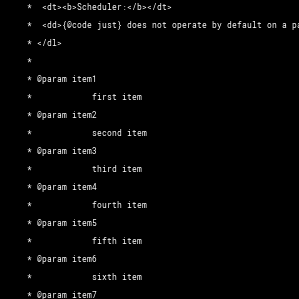 *  <dt><b>Scheduler:</b></dt>
*  <dd>{@code just} does not operate by default on a
* </dl>
*
* @param item1
*            first item
* @param item2
*            second item
* @param item3
*            third item
* @param item4
*            fourth item
* @param item5
*            fifth item
* @param item6
*            sixth item
* @param item7